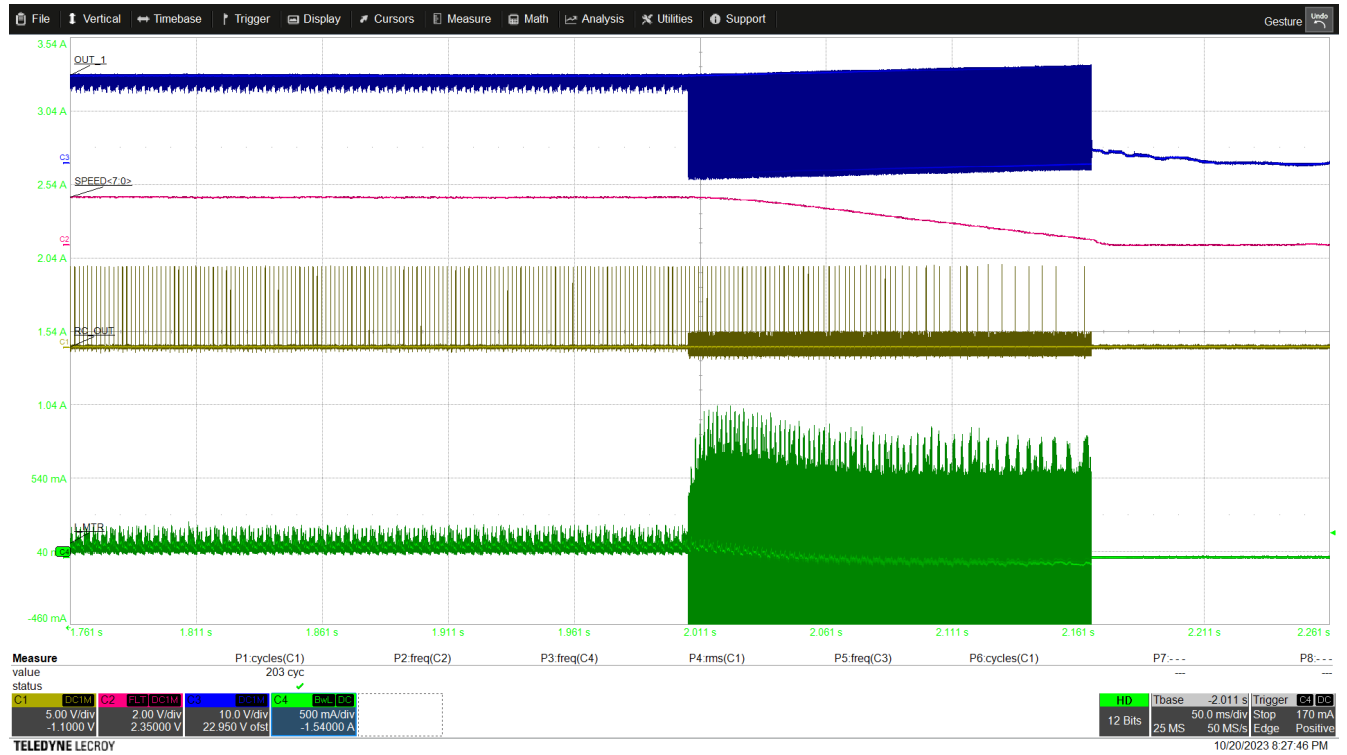 File Vertical Timebase Trigger Display Cursors Measure Math Analysis Utilities Support Gesture Undo
3.54 A
OUT_1
3.04 A
C3
2.54 A SPEED<7:0>
C2
2.04 A
1.54 A RC_OUT
C1
1.04 A
540 mA
I_MTR
40 C4
-460 mA
1.761 s 1.811 s 1.861 s 1.911 s 1.961 s 2.011 s 2.061 s 2.111 s 2.161 s 2.211 s 2.261 s
Measure P1:cycles(C1) P2:freq(C2) P3:freq(C4) P4:rms(C1) P5:freq(C3) P6:cycles(C1) P7:- - - P8:- - -
value 203 cyc --- ---
status
C1 DC1M C2 FLT DC1M C3 DC1M C4 BwL DC HD Tbase -2.011 s Trigger C4 DC
5.00 V/div 2.00 V/div 10.0 V/div 500 mA/div 12 Bits 50.0 ms/div Stop 170 mA
-1.1000 V 2.35000 V 22.950 V ofst -1.54000 A 25 MS 50 MS/s Edge Positive
TELEDYNE LECROY 10/20/2023 8:27:46 PM